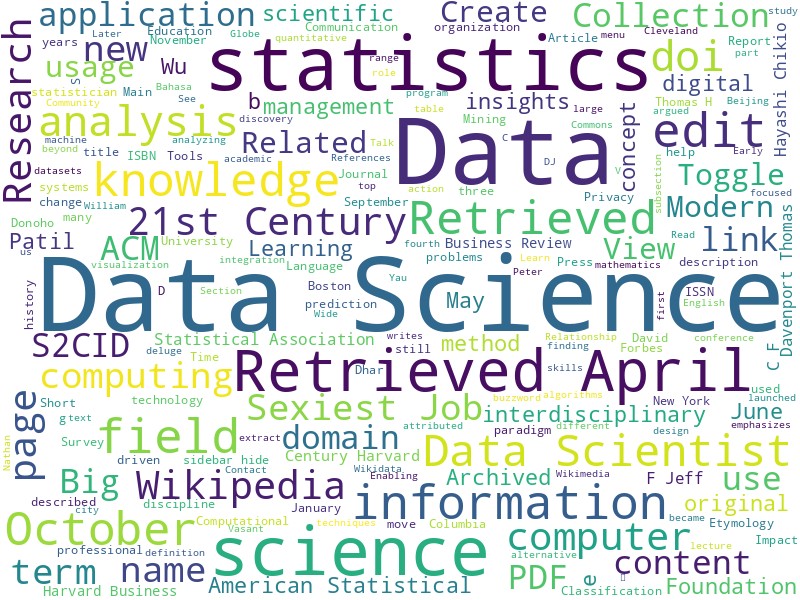 application
scientific
Create
Collection
study
Later
Education
Communication
Cleveland
Globe
quantitative
organization
Article
menu
years
November
new
statistics
doi
Report
part
usage
Wu
range
role
S
Research
statistician
Main
Bahasa
b
management
insights
digital
Community
See
program
Mining
large
Thomas H
Beijing
Hayashi Chikio
analysis
discovery
table
Commons
argued
machine
analyzing
Related
Data
concept
edit
beyond
title
ISBN
Tools
academic
References
Talk
C
DJ
help
Early
datasets
Journal
V
knowledge
systems
top
Toggle
focused
change
William
September
action
three
Privacy
subsection
Modern
Donoho
many
21st Century
Retrieved
Davenport Thomas
Patil
ACM
University
Learning
fourth
Business Review
View
link
Read
us
integration
problems
Press
description
visualization
Language
Yau
Learn
Peter
mathematics
Data Science
history
D
Section
Boston
prediction
Wide
May
first
ISSN
English
S2CID
Statistical Association
writes
still
method
Relationship
David
conference
C F
deluge
Time
Dhar
Retrieved April
finding
Forbes
computing
technology
skills
page
Short
Sexiest Job
buzzword
algorithms
New York
used
launched
g
text
field
extract
attributed
interdisciplinary
June
emphasizes
Nathan
Survey
sidebar hide
domain
paradigm
different
design
Data Scientist
driven
Contact
Century Harvard
Wikidata
Big
Wikipedia
Enabling
Archived
Wikimedia
F Jeff
use
discipline
described
January
information
became
original
October
city
Computational
techniques
move
Columbia
lecture
Etymology
Vasant
science
computer
Impact
professional
definition
alternative
term
name
PDF
e
content
Harvard Business
American Statistical
Classification
Foundation